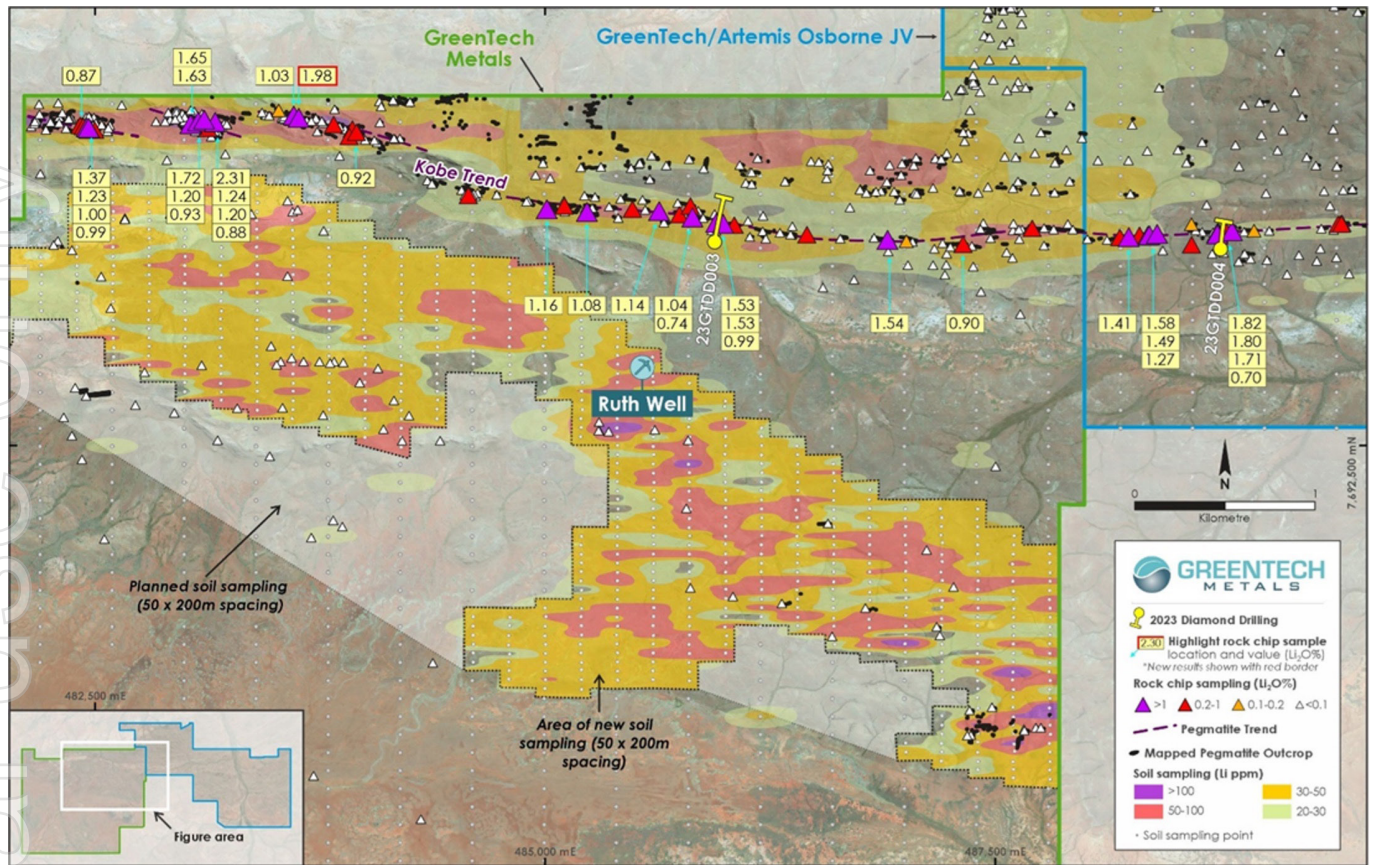 GreenTech
Metals
GreenTech/Artemis Osborne JV
0.87
1.65
1.63
1.03
1.98
1.37
1.23
1.00
0.99
1.72
1.20
0.93
2.31
1.24
1.20
0.88
0.92
Kobe Trend
1.16
1.08
1.14
1.04
0.74
23GTDD003
1.53
1.53
0.99
1.54
0.90
1.41
1.58
1.49
1.27
23GTDD004
1.82
1.80
1.71
0.70
Ruth Well
N
0 1
Kilometre
7,692,500 mN
Planned soil sampling
(50 x 200m spacing)
Area of new soil
sampling (50 x 200m
spacing)
482,500 mE
485,000 mE
487,500 mE
Figure area
GREENTECH
METALS
2023 Diamond Drilling
2.30 Highlight rock chip sample
location and value (Li₂O%)
*New results shown with red border
Rock chip sampling (Li₂O%)
>1 0.2-1 0.1-0.2 <0.1
Pegmatite Trend
Mapped Pegmatite Outcrop
Soil sampling (Li ppm)
>100 30-50
50-100 20-30
Soil sampling point